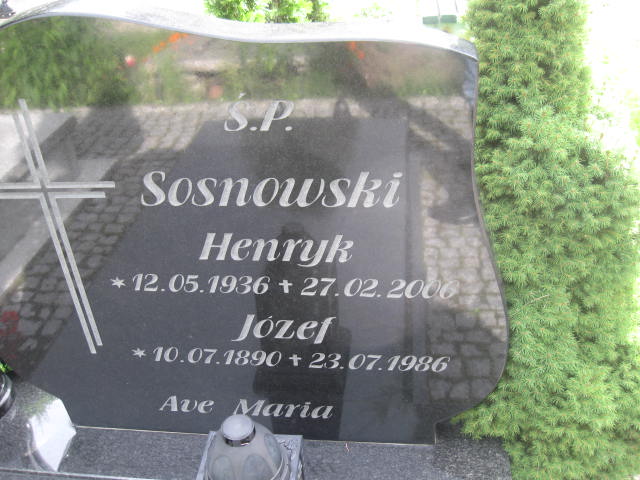 Ś.P.
Sosnowski
Henryk
* 12.05.1936 + 27.02.2006
Józef
* 10.07.1890 + 23.07.1986
Ave Maria